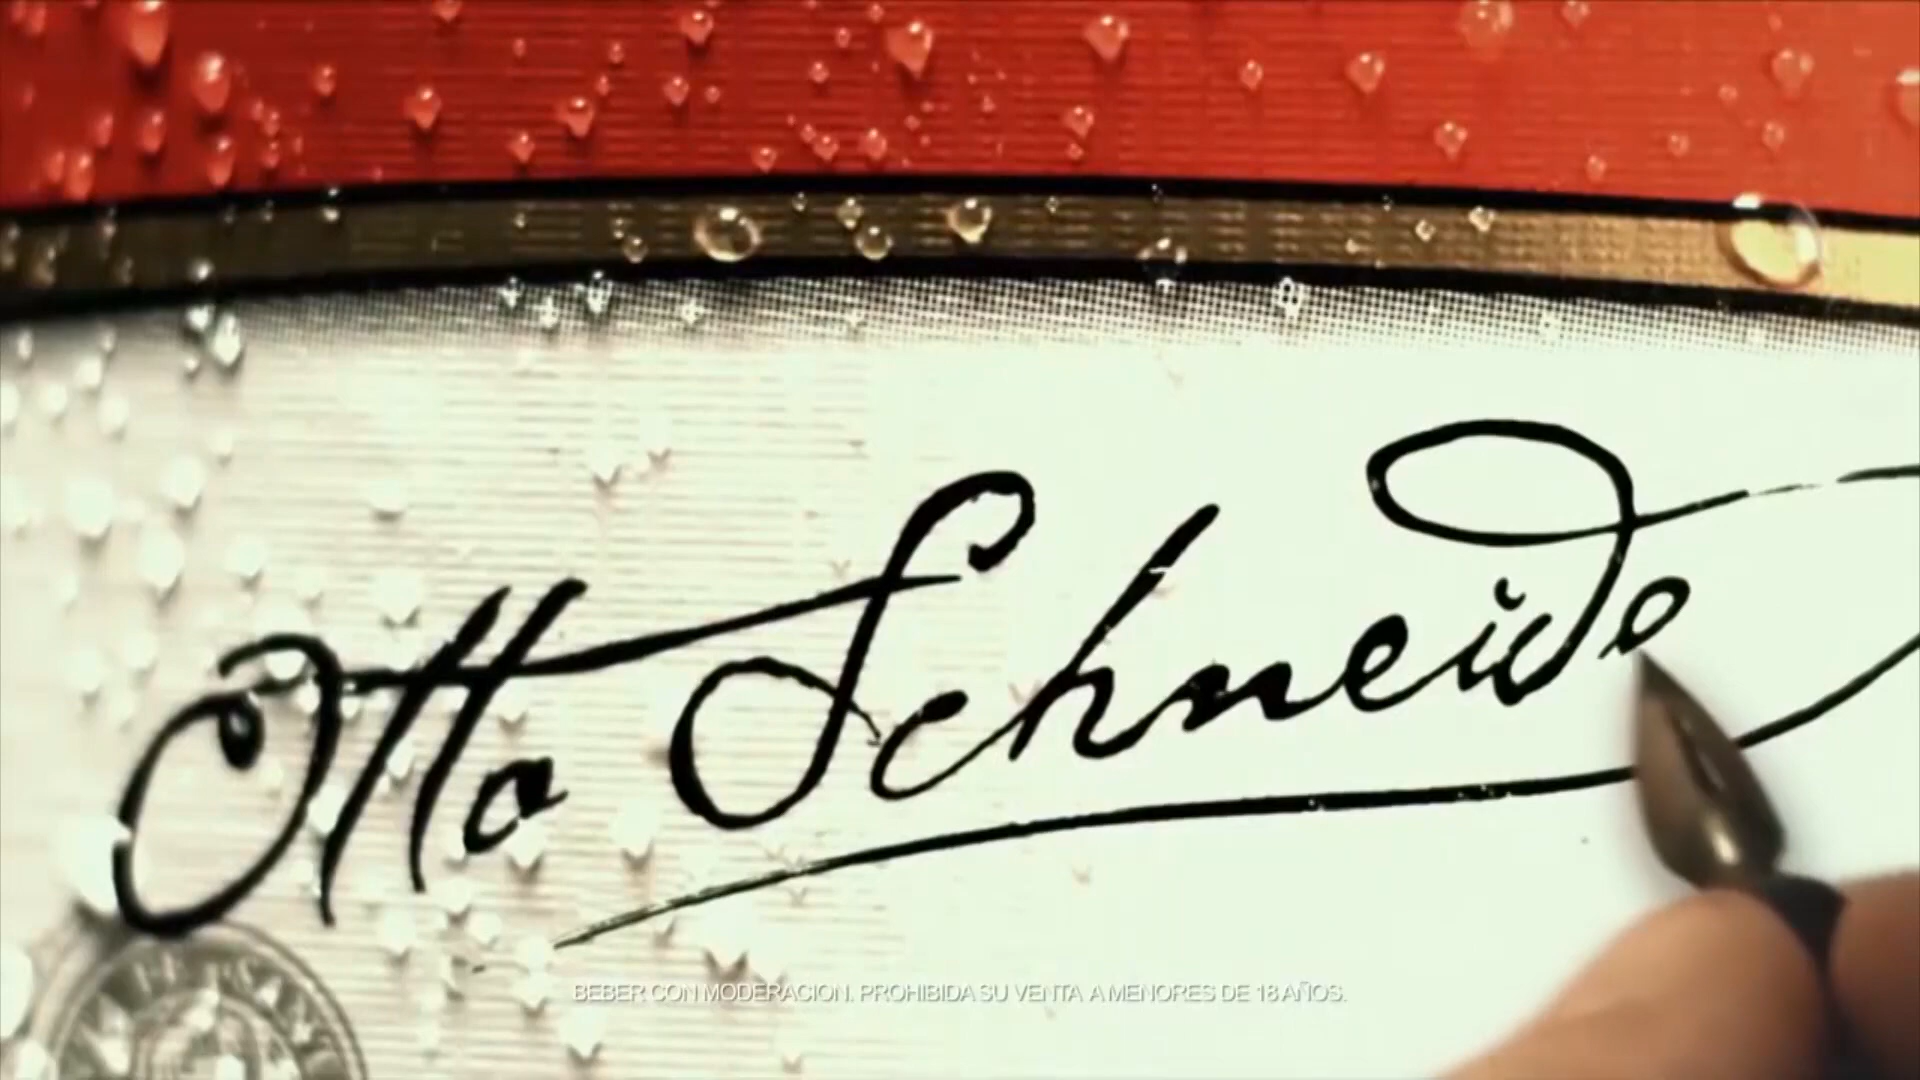 Otto Schneide
BEBER CON MODERACION. PROHIBIDA SU VENTA A MENORES DE 18 AÑOS.